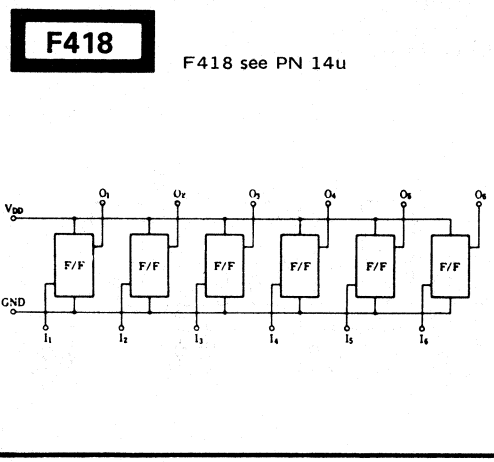 F418
F418 see PN 14u
O1 O2 O3 O4 O5 O6
VDD
F/F F/F F/F F/F F/F F/F
GND
I1 I2 I3 I4 I5 I6